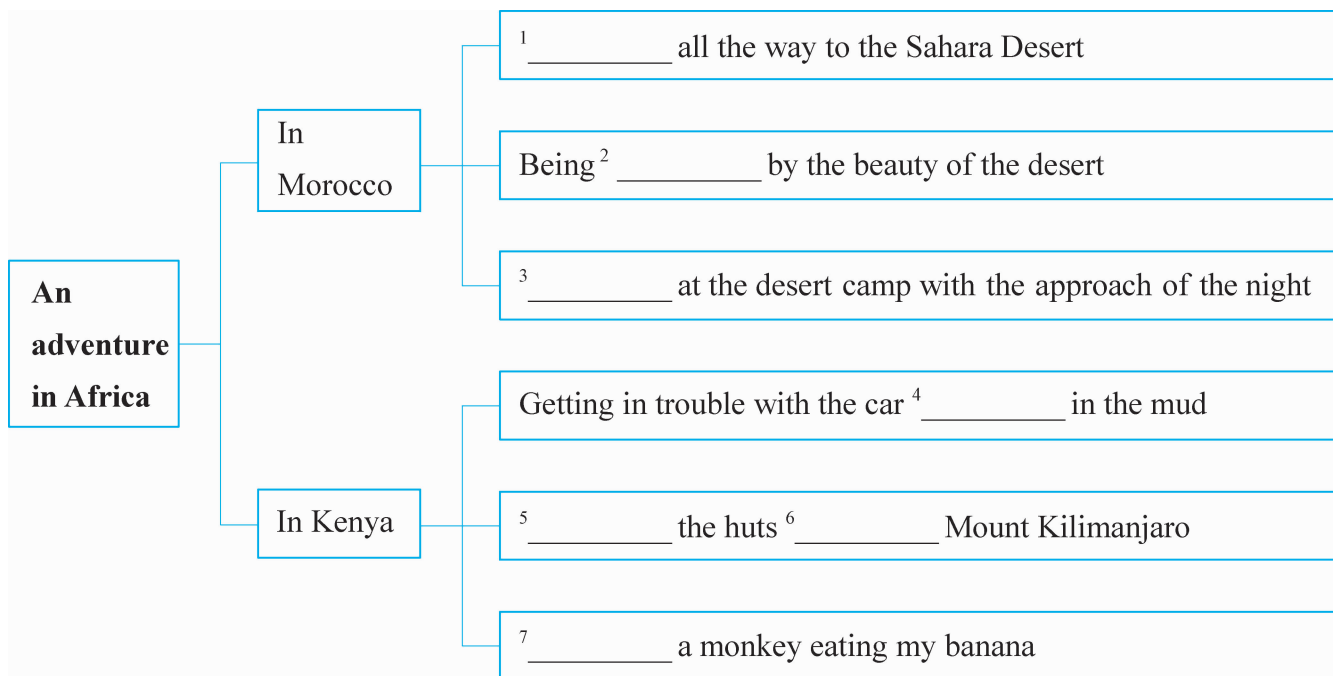 An
adventure
in Africa
In
Morocco
1__________ all the way to the Sahara Desert
Being 2 __________ by the beauty of the desert
3__________ at the desert camp with the approach of the night
In Kenya
Getting in trouble with the car 4__________ in the mud
5__________ the huts 6__________ Mount Kilimanjaro
7__________ a monkey eating my banana